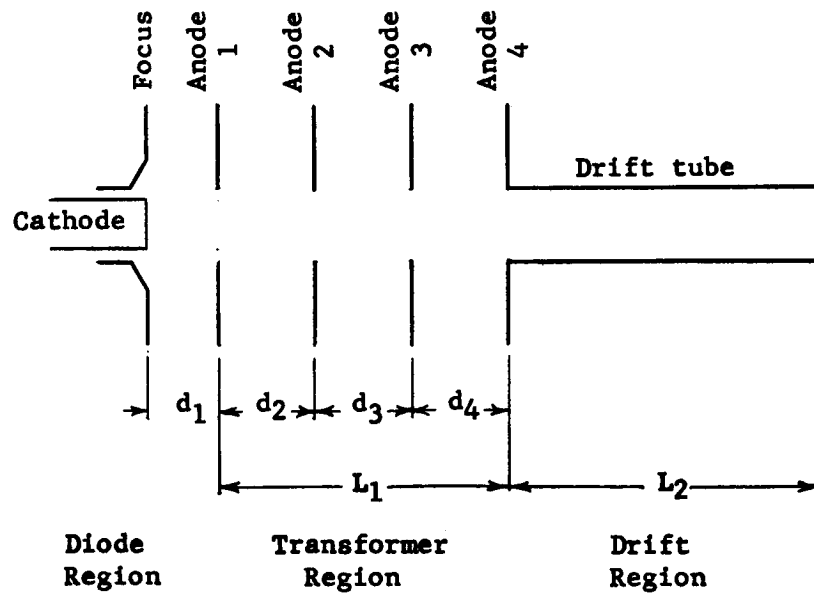 Focus
Anode
1
Anode
2
Anode
3
Anode
4
Drift tube
Cathode
d1
d2
d3
d4
L1
L2
Diode
Region
Transformer
Region
Drift
Region